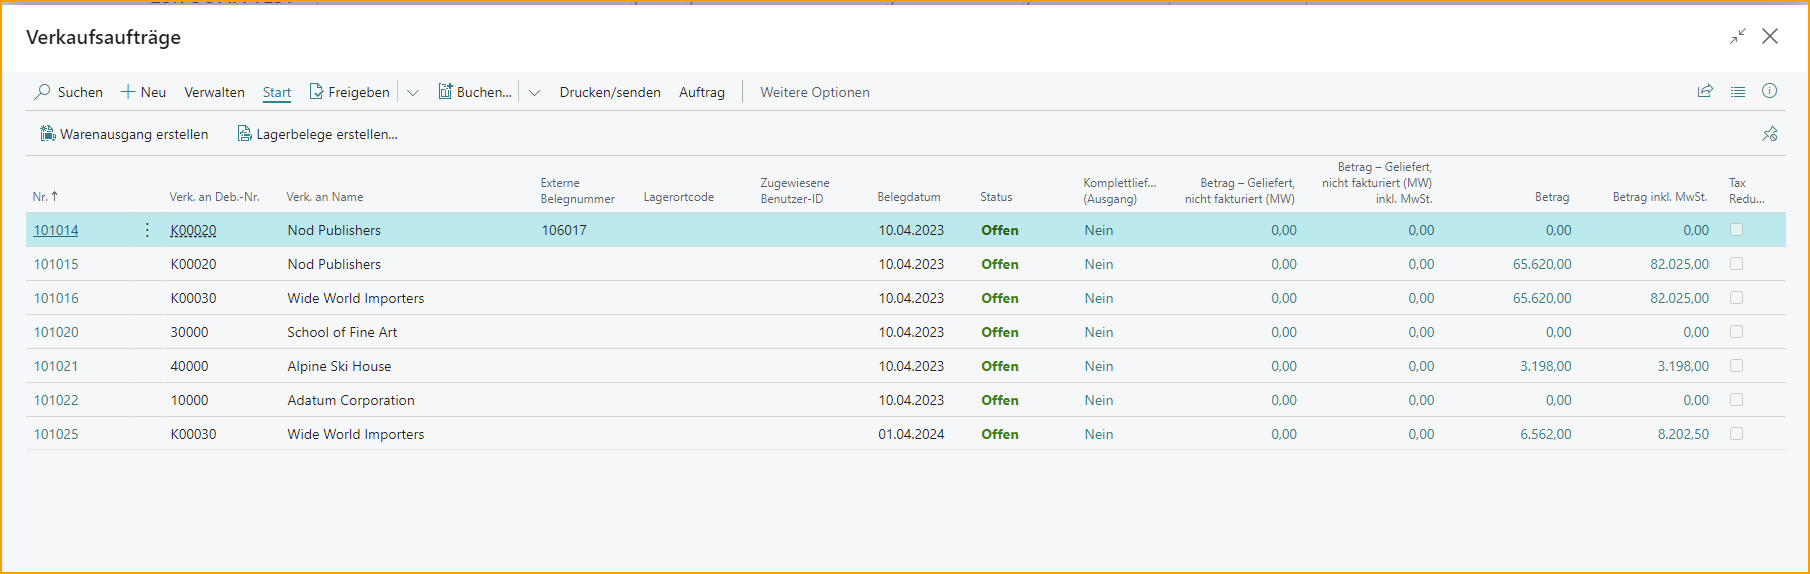 Verkaufsaufträge
Suchen Neu Verwalten Start Freigeben Buchen... Drucken/senden Auftrag Weitere Optionen
Warenausgang erstellen Lagerbelege erstellen...
Nr. ↑ Verk. an Deb.-Nr. Verk. an Name Externe Belegnummer Lagerortcode Zugewiesene Benutzer-ID Belegdatum Status Komplettlief... (Ausgang) Betrag – Geliefert, nicht fakturiert (MW) Betrag – Geliefert, nicht fakturiert (MW) inkl. MwSt. Betrag Betrag inkl. MwSt. Tax Redu...
101014 K00020 Nod Publishers 106017 10.04.2023 Offen Nein 0,00 0,00 0,00 0,00
101015 K00020 Nod Publishers 10.04.2023 Offen Nein 0,00 0,00 65.620,00 82.025,00
101016 K00030 Wide World Importers 10.04.2023 Offen Nein 0,00 0,00 65.620,00 82.025,00
101020 30000 School of Fine Art 10.04.2023 Offen Nein 0,00 0,00 0,00 0,00
101021 40000 Alpine Ski House 10.04.2023 Offen Nein 0,00 0,00 3.198,00 3.198,00
101022 10000 Adatum Corporation 10.04.2023 Offen Nein 0,00 0,00 0,00 0,00
101025 K00030 Wide World Importers 01.04.2024 Offen Nein 0,00 0,00 6.562,00 8.202,50